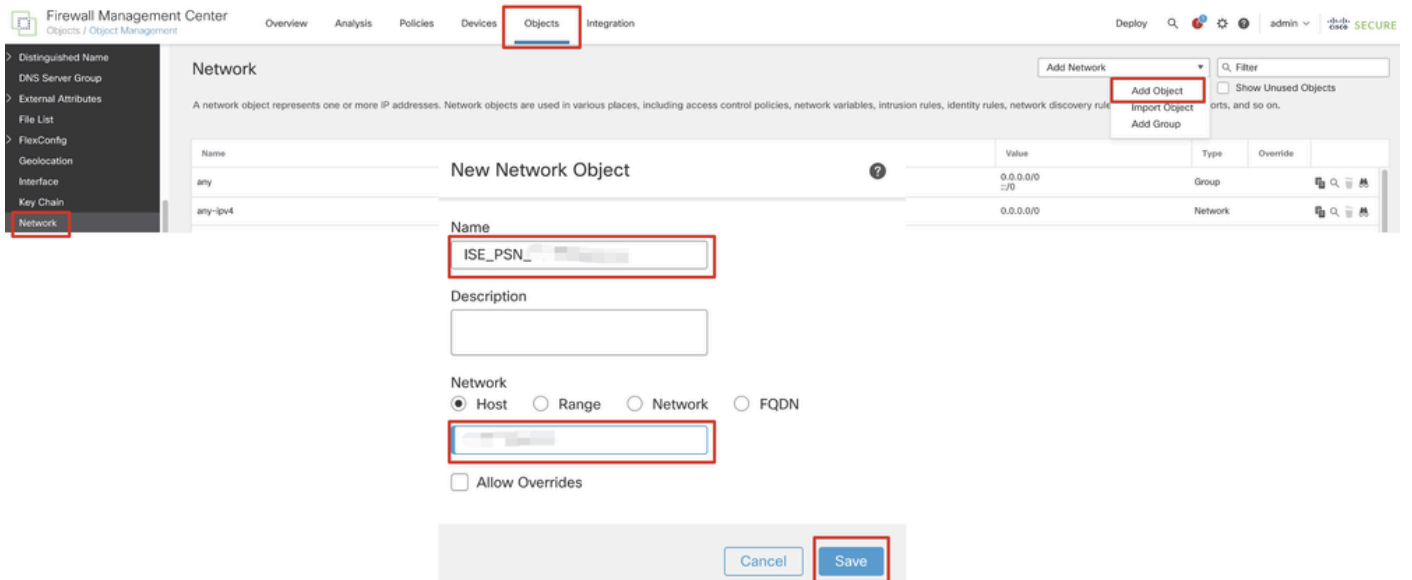 Firewall Management Center
Objects / Object Management
Overview Analysis Policies Devices Objects Integration
Deploy admin
cisco SECURE
Distinguished Name
DNS Server Group
External Attributes
File List
FlexConfig
Geolocation
Interface
Key Chain
Network
Network
Add Network
Filter
Show Unused Objects
Add Object
Import Object
Add Group
A network object represents one or more IP addresses. Network objects are used in various places, including access control policies, network variables, intrusion rules, identity rules, network discovery rule orts, and so on.
Name Value Type Override
any 0.0.0.0/0 Group
::/0
any-ipv4 0.0.0.0/0 Network
New Network Object
Name
ISE_PSN_
Description
Network
Host Range Network FQDN
Allow Overrides
Cancel Save